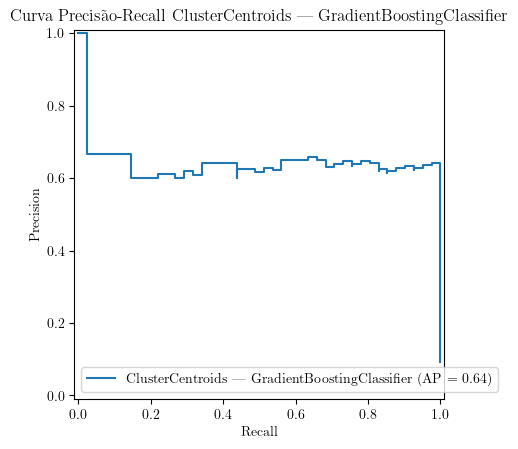 Curva Precisão-Recall ClusterCentroids — GradientBoostingClassifier
1.0
0.8
0.6
0.4
0.2
0.0
Precision
ClusterCentroids — GradientBoostingClassifier (AP = 0.64)
0.0 0.2 0.4 0.6 0.8 1.0
Recall